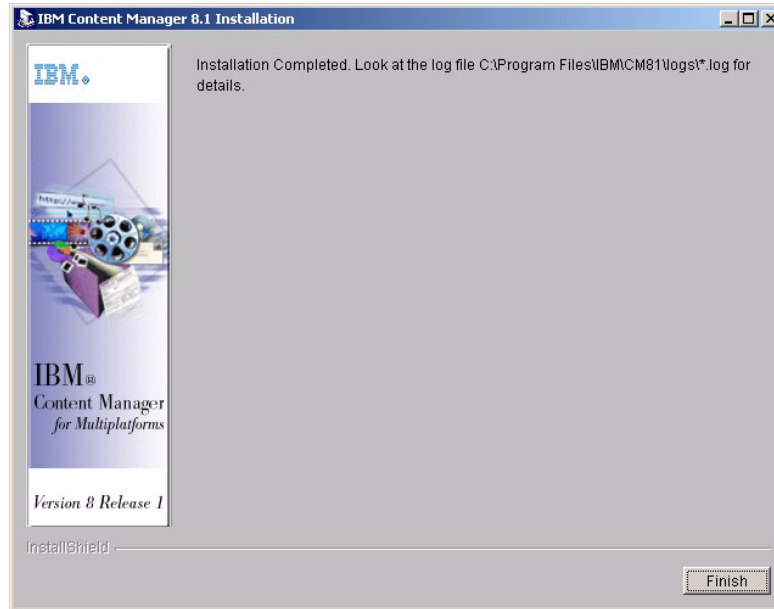 IBM Content Manager 8.1 Installation
IBM®
Installation Completed. Look at the log file C:\Program Files\IBM\CM81\logs\*.log for
details.
http://w
IBM®
Content Manager
for Multiplatforms
Version 8 Release 1
InstallShield
Finish